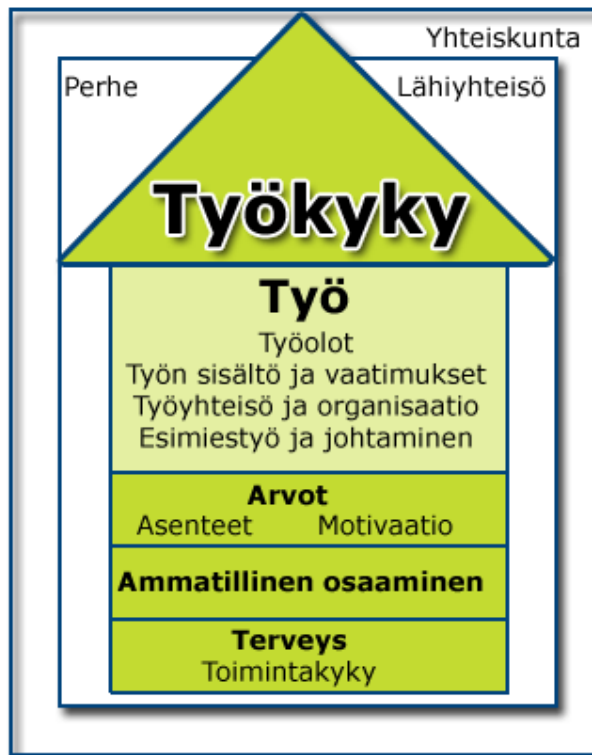 Yhteiskunta
Perhe
Lähiyhteisö
Työkyky
Työ
Työolot
Työn sisältö ja vaatimukset
Työyhteisö ja organisaatio
Esimiestyö ja johtaminen
Arvot
Asenteet Motivaatio
Ammatillinen osaaminen
Terveys
Toimintakyky